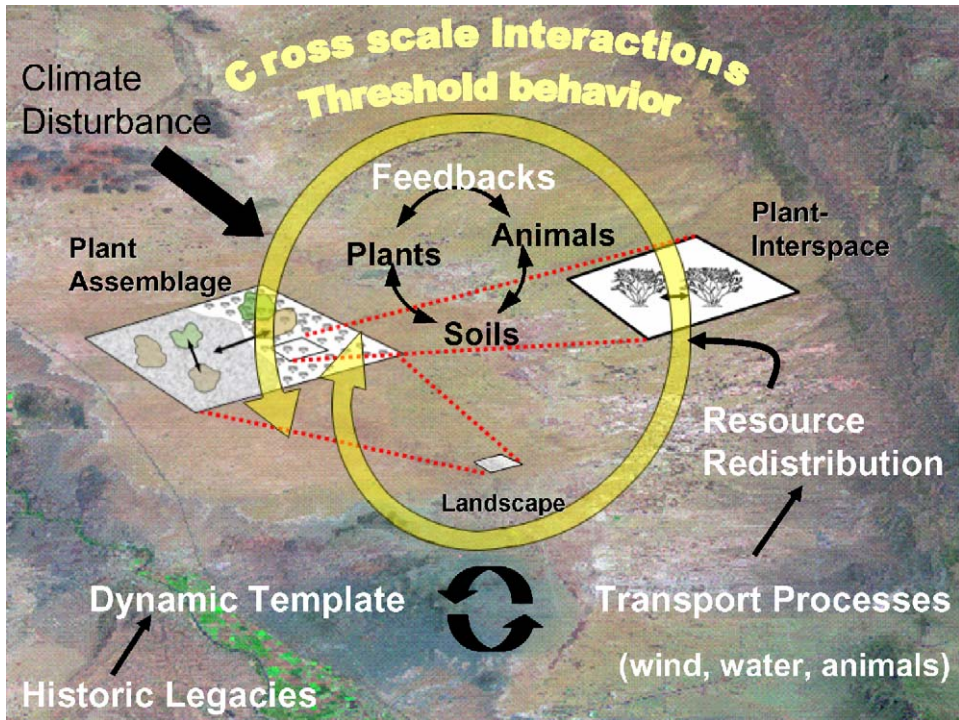 Cross scale Interactions
Threshold behavior
Climate
Disturbance
Feedbacks
Plants
Animals
Soils
Plant-
Interspace
Plant
Assemblage
Resource
Redistribution
Landscape
Dynamic Template
Transport Processes
(wind, water, animals)
Historic Legacies